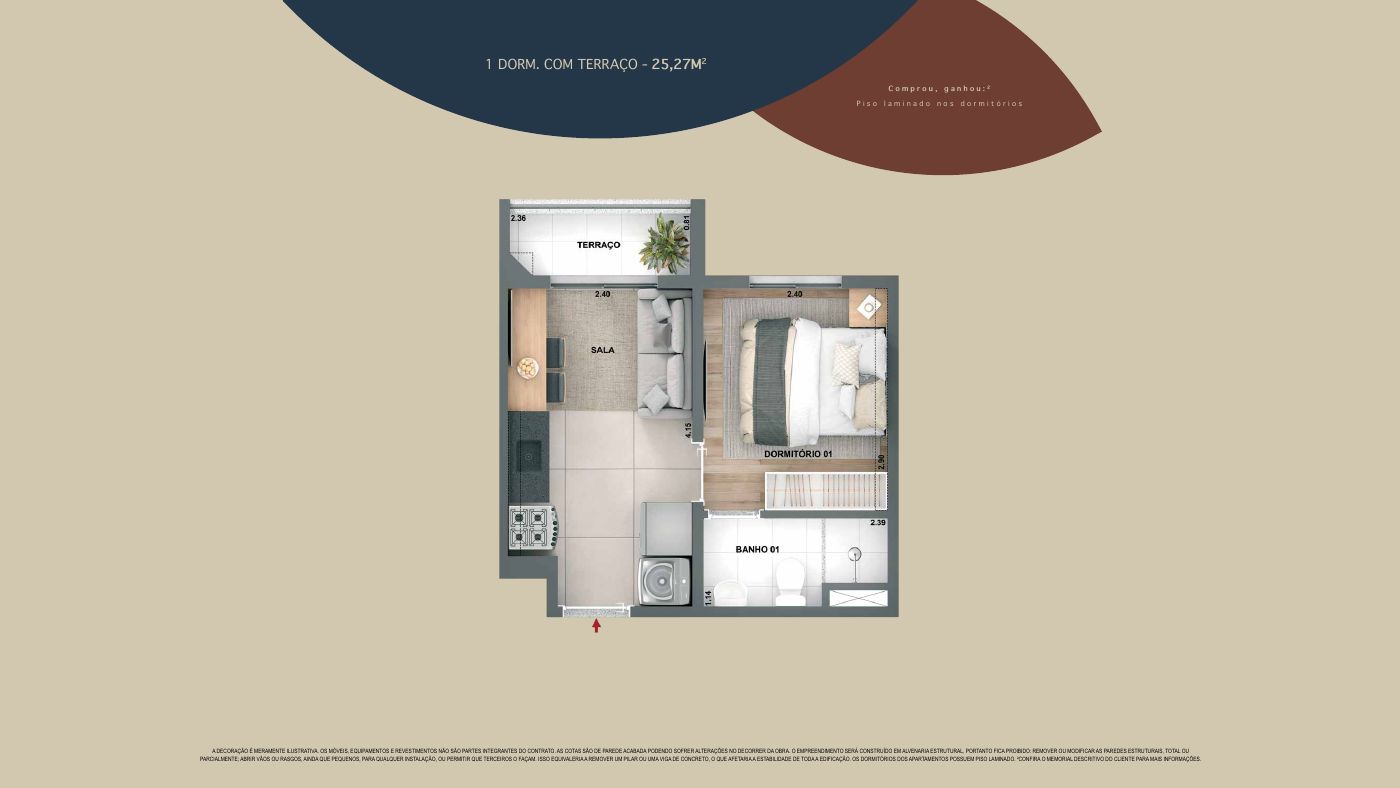 1 DORM. COM TERRAÇO - 25,27M²
Comprou, ganhou:²
Piso laminado nos dormitórios
2.36
0.81
TERRAÇO
2.40
2.40
SALA
4.15
DORMITÓRIO 01
2.90
2.39
BANHO 01
1.14
A DECORAÇÃO É MERAMENTE ILUSTRATIVA. OS MÓVEIS, EQUIPAMENTOS E REVESTIMENTOS NÃO SÃO PARTES INTEGRANTES DO CONTRATO. AS COTAS SÃO DE PAREDE ACABADA PODENDO SOFRER ALTERAÇÕES NO DECORRER DA OBRA. O EMPREENDIMENTO SERÁ CONSTRUÍDO EM ALVENARIA ESTRUTURAL, PORTANTO FICA PROIBIDO: REMOVER OU MODIFICAR AS PAREDES ESTRUTURAIS, TOTAL OU
PARCIALMENTE; ABRIR VÃOS OU RASGOS, AINDA QUE PEQUENOS, PARA QUALQUER INSTALAÇÃO, OU PERMITIR QUE TERCEIROS O FAÇAM. ISSO EQUIVALERIA A REMOVER UM PILAR OU UMA VIGA DE CONCRETO, O QUE AFETARIA A ESTABILIDADE DE TODA A EDIFICAÇÃO. OS DORMITÓRIOS DOS APARTAMENTOS POSSUEM PISO LAMINADO. ²CONFIRA O MEMORIAL DESCRITIVO DO CLIENTE PARA MAIS INFORMAÇÕES.